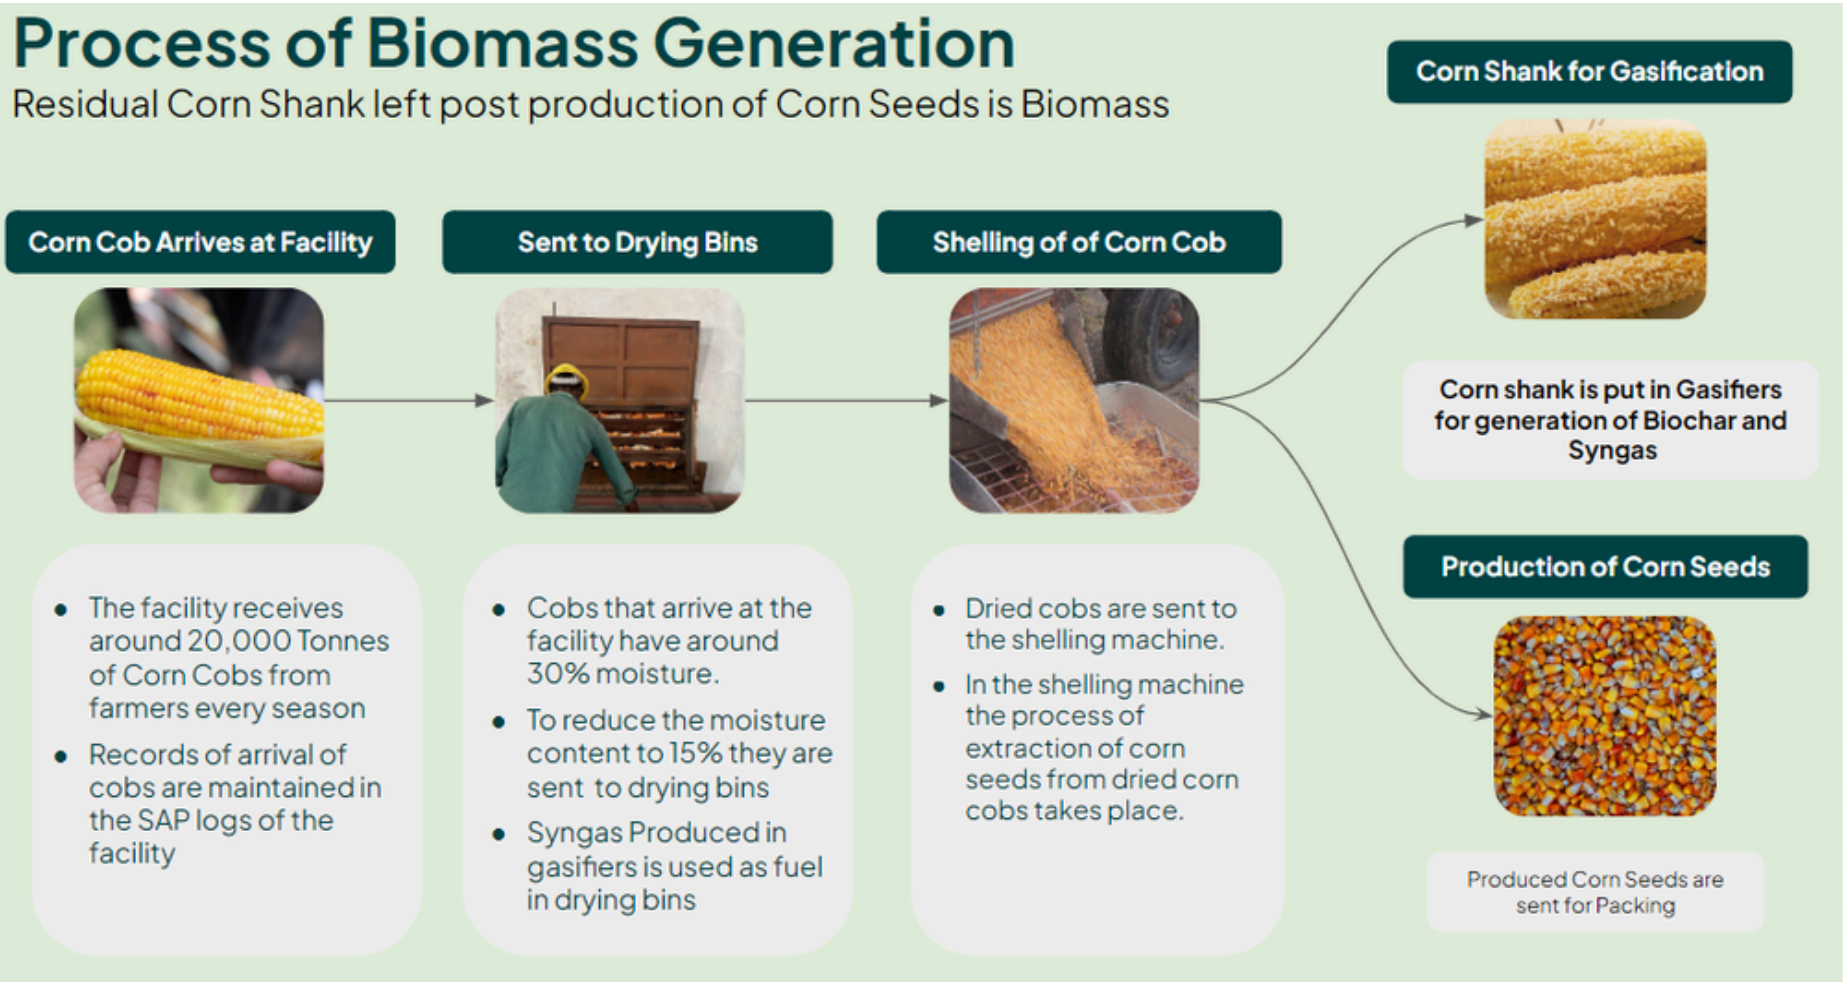 Process of Biomass Generation
Residual Corn Shank left post production of Corn Seeds is Biomass
Corn Cob Arrives at Facility
The facility receives
around 20,000 Tonnes
of Corn Cobs from
farmers every season
Records of arrival of
cobs are maintained in
the SAP logs of the
facility
Sent to Drying Bins
Cobs that arrive at the
facility have around
30% moisture.
To reduce the moisture
content to 15% they are
sent to drying bins
Syngas Produced in
gasifiers is used as fuel
in drying bins
Shelling of of Corn Cob
Dried cobs are sent to
the shelling machine.
In the shelling machine
the process of
extraction of corn
seeds from dried corn
cobs takes place.
Corn Shank for Gasification
Corn shank is put in Gasifiers
for generation of Biochar and
Syngas
Production of Corn Seeds
Produced Corn Seeds are
sent for Packing